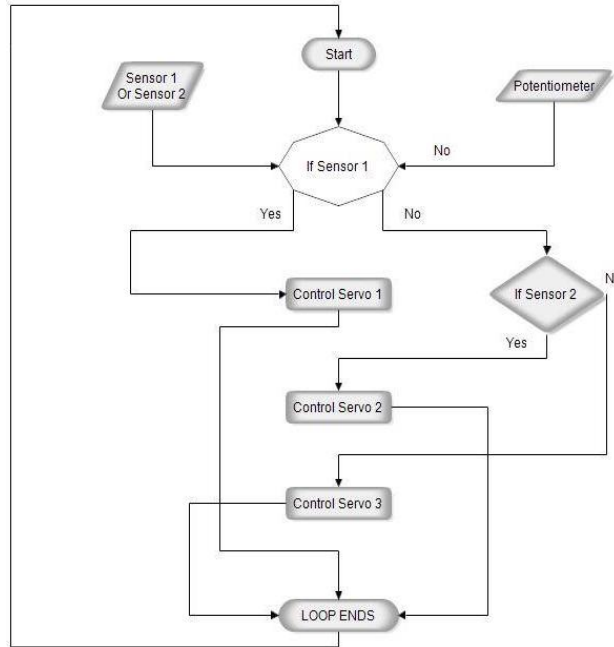 Start
Sensor 1
Or Sensor 2
Potentiometer
If Sensor 1
No
Yes
No
Control Servo 1
If Sensor 2
N
Yes
Control Servo 2
Control Servo 3
LOOP ENDS